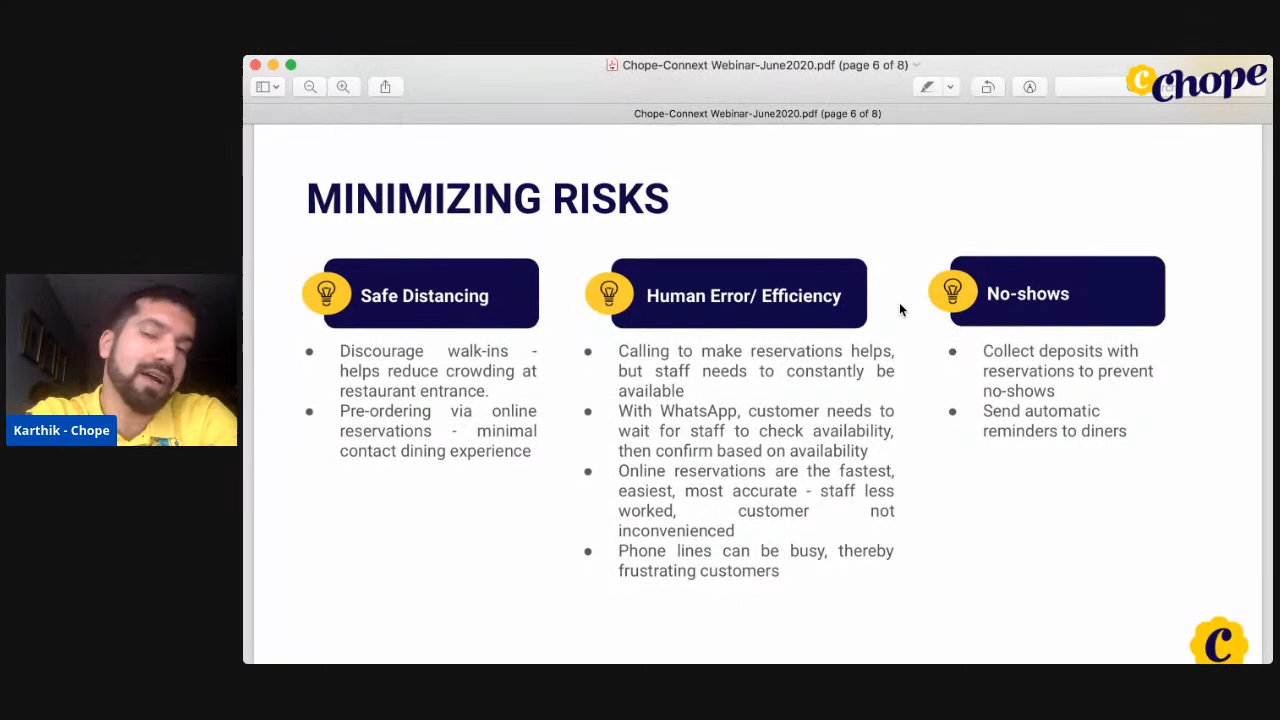 Chope-Connext Webinar-June2020.pdf (page 6 of 8)
Chope
Chope-Connext Webinar-June2020.pdf (page 6 of 8)
MINIMIZING RISKS
Safe Distancing
Discourage walk-ins -
helps reduce crowding at
restaurant entrance.
Pre-ordering via online
reservations - minimal
contact dining experience
Human Error/ Efficiency
Calling to make reservations helps,
but staff needs to constantly be
available
With WhatsApp, customer needs to
wait for staff to check availability,
then confirm based on availability
Online reservations are the fastest,
easiest, most accurate - staff less
worked, customer not
inconvenienced
Phone lines can be busy, thereby
frustrating customers
No-shows
Collect deposits with
reservations to prevent
no-shows
Send automatic
reminders to diners
Karthik - Chope
C